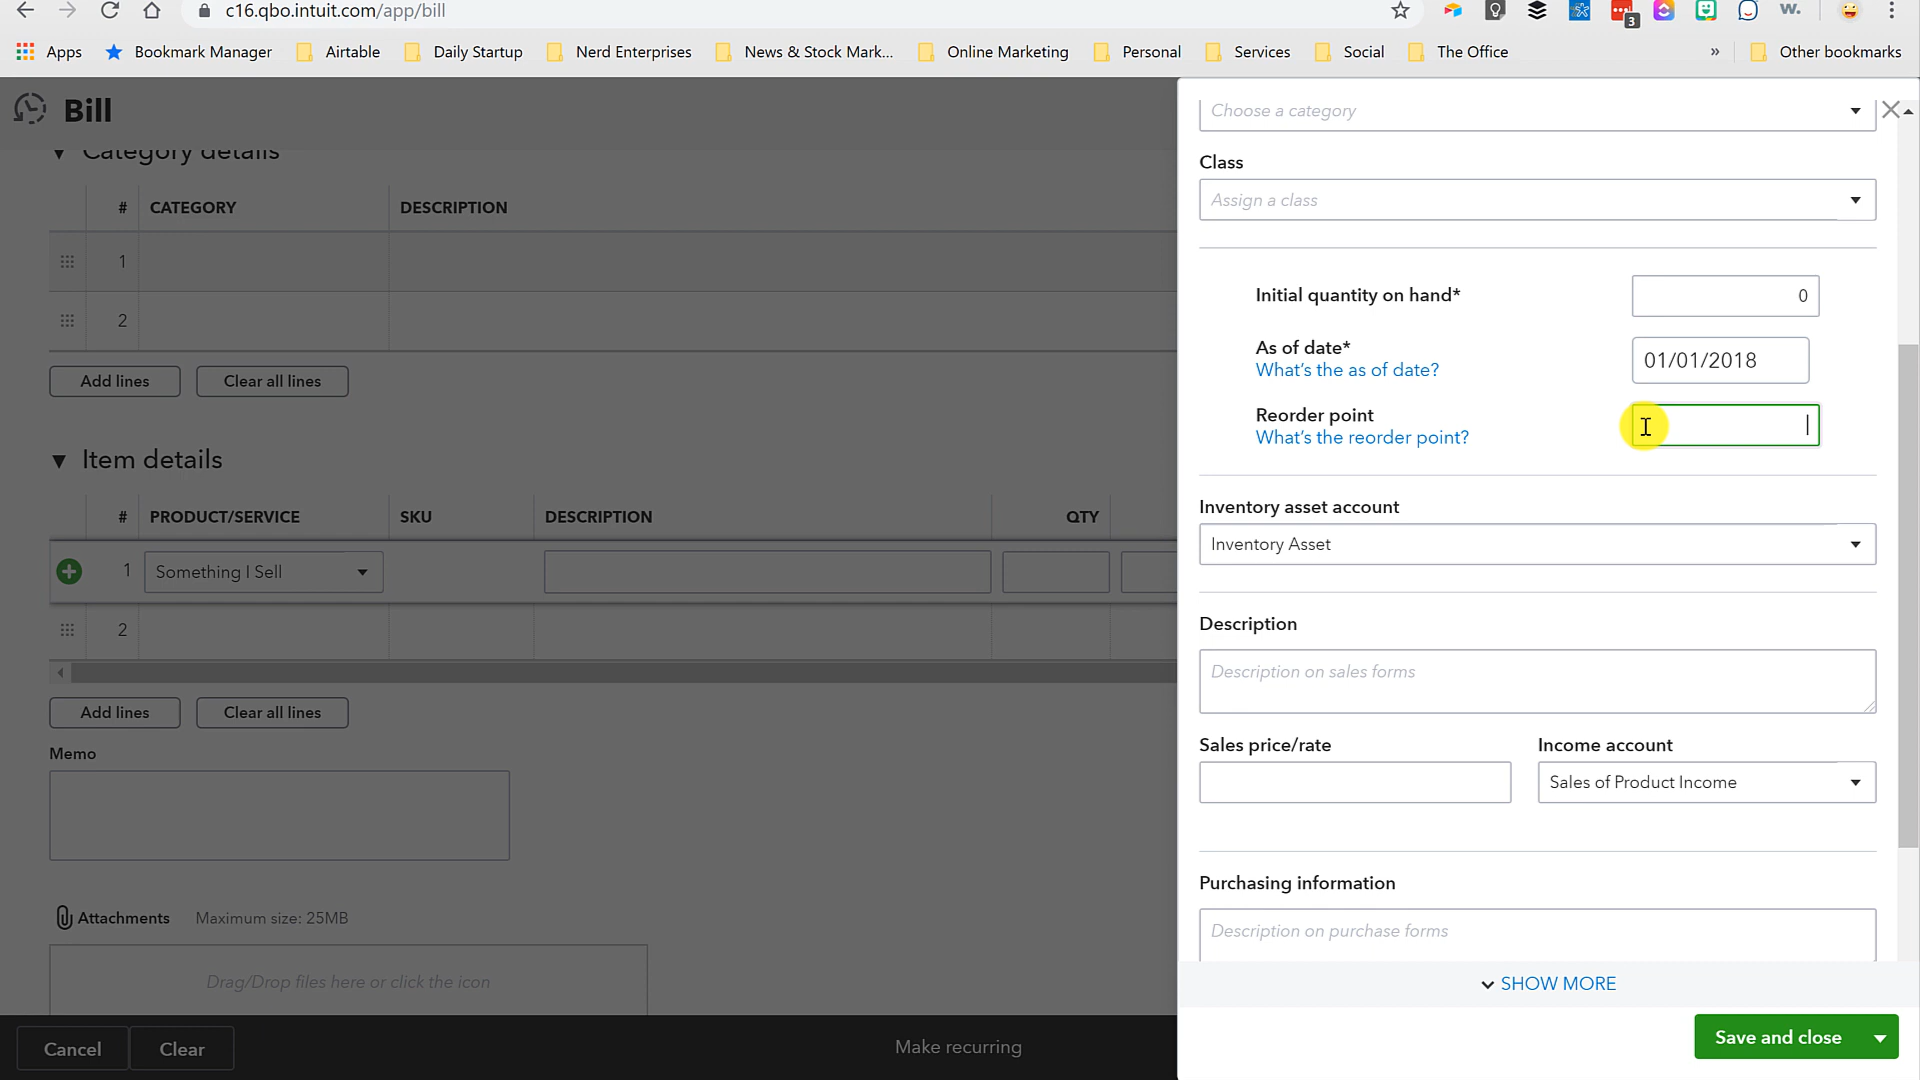 c16.qbo.intuit.com/app/bill
3
w.
Apps Bookmark Manager Airtable Daily Startup Nerd Enterprises News & Stock Mark... Online Marketing Personal Services Social The Office » Other bookmarks
Bill
Category details
# CATEGORY DESCRIPTION
1
2
Add lines Clear all lines
Item details
# PRODUCT/SERVICE SKU DESCRIPTION QTY
1 Something I Sell
2
Add lines Clear all lines
Memo
Attachments Maximum size: 25MB
Drag/Drop files here or click the icon
Cancel Clear Make recurring
Choose a category
Class
Assign a class
Initial quantity on hand* 0
As of date* 01/01/2018
What's the as of date?
Reorder point
What's the reorder point?
Inventory asset account
Inventory Asset
Description
Description on sales forms
Sales price/rate Income account
Sales of Product Income
Purchasing information
Description on purchase forms
SHOW MORE
Save and close